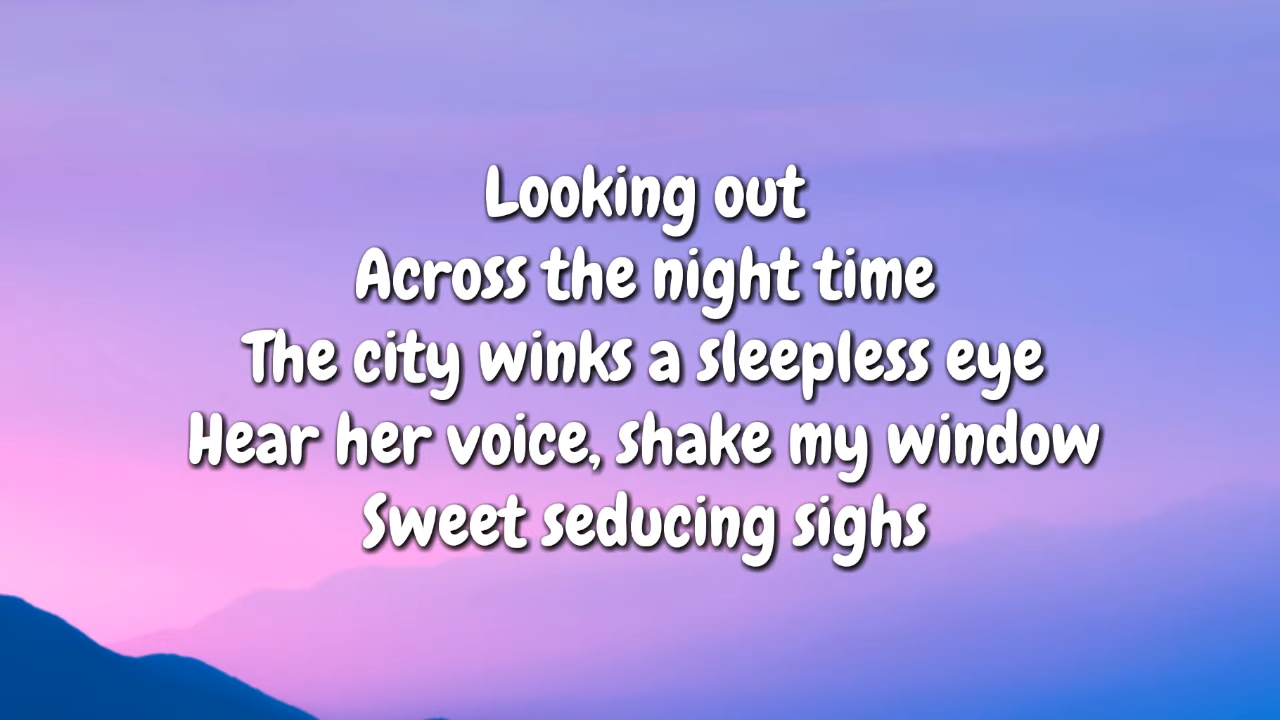 Looking out
Across the night time
The city winks a sleepless eye
Hear her voice, shake my window
Sweet seducing sighs